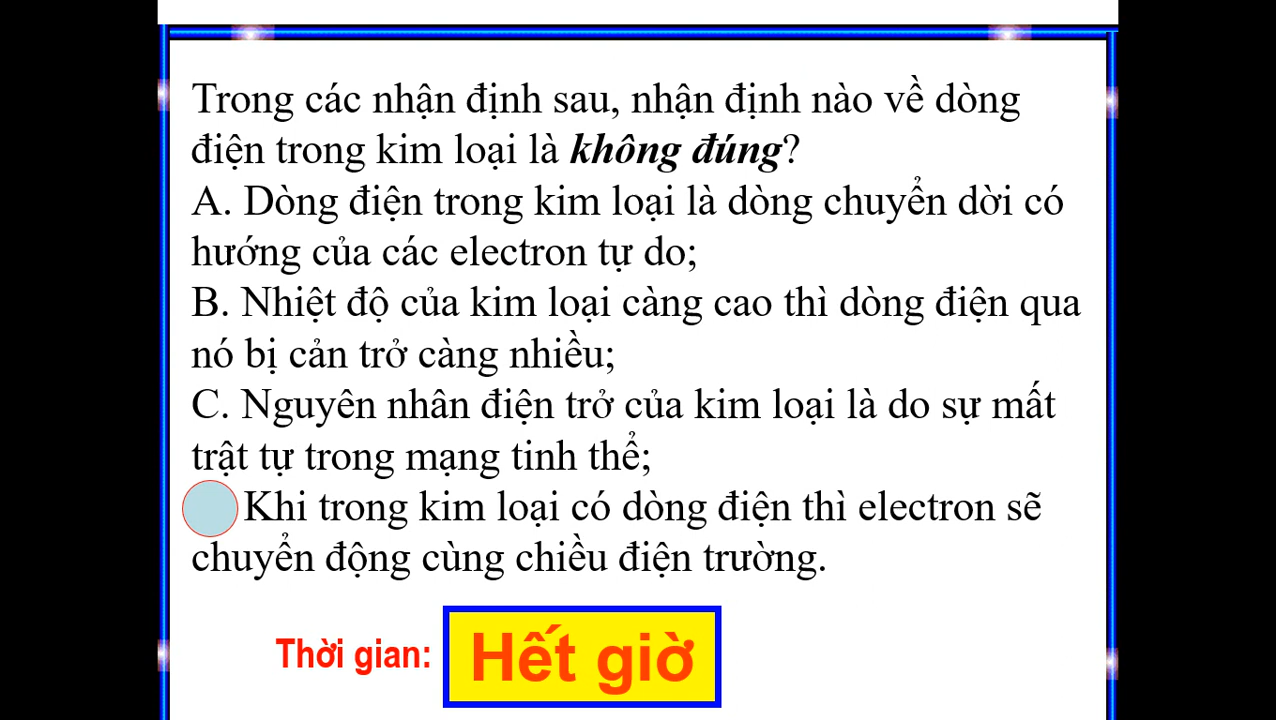 Trong các nhận định sau, nhận định nào về dòng
điện trong kim loại là không đúng?
A. Dòng điện trong kim loại là dòng chuyển dời có
hướng của các electron tự do;
B. Nhiệt độ của kim loại càng cao thì dòng điện qua
nó bị cản trở càng nhiều;
C. Nguyên nhân điện trở của kim loại là do sự mất
trật tự trong mạng tinh thể;
Khi trong kim loại có dòng điện thì electron sẽ
chuyển động cùng chiều điện trường.
Thời gian: Hết giờ